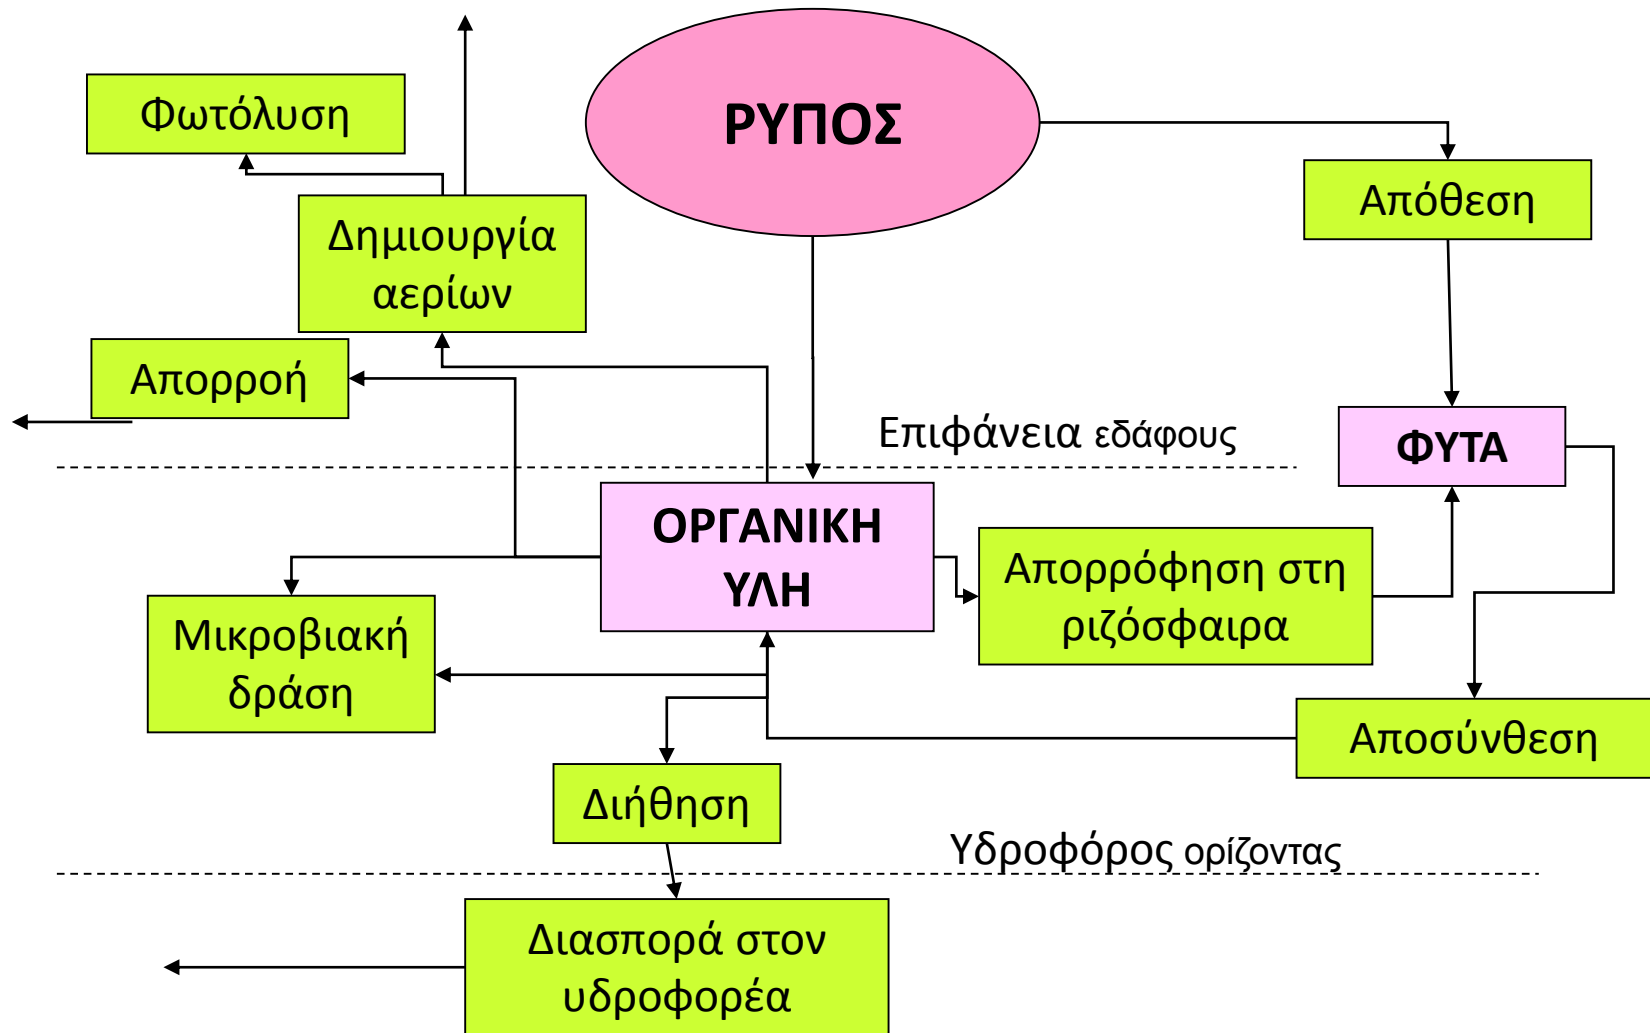 ΡΥΠΟΣ
Φωτόλυση
Απόθεση
Δημιουργία
αερίων
Απορροή
Επιφάνεια εδάφους
ΦΥΤΑ
ΟΡΓΑΝΙΚΗ
ΥΛΗ
Απορρόφηση στη
ριζόσφαιρα
Μικροβιακή
δράση
Αποσύνθεση
Διήθηση
Υδροφόρος ορίζοντας
Διασπορά στον
υδροφορέα